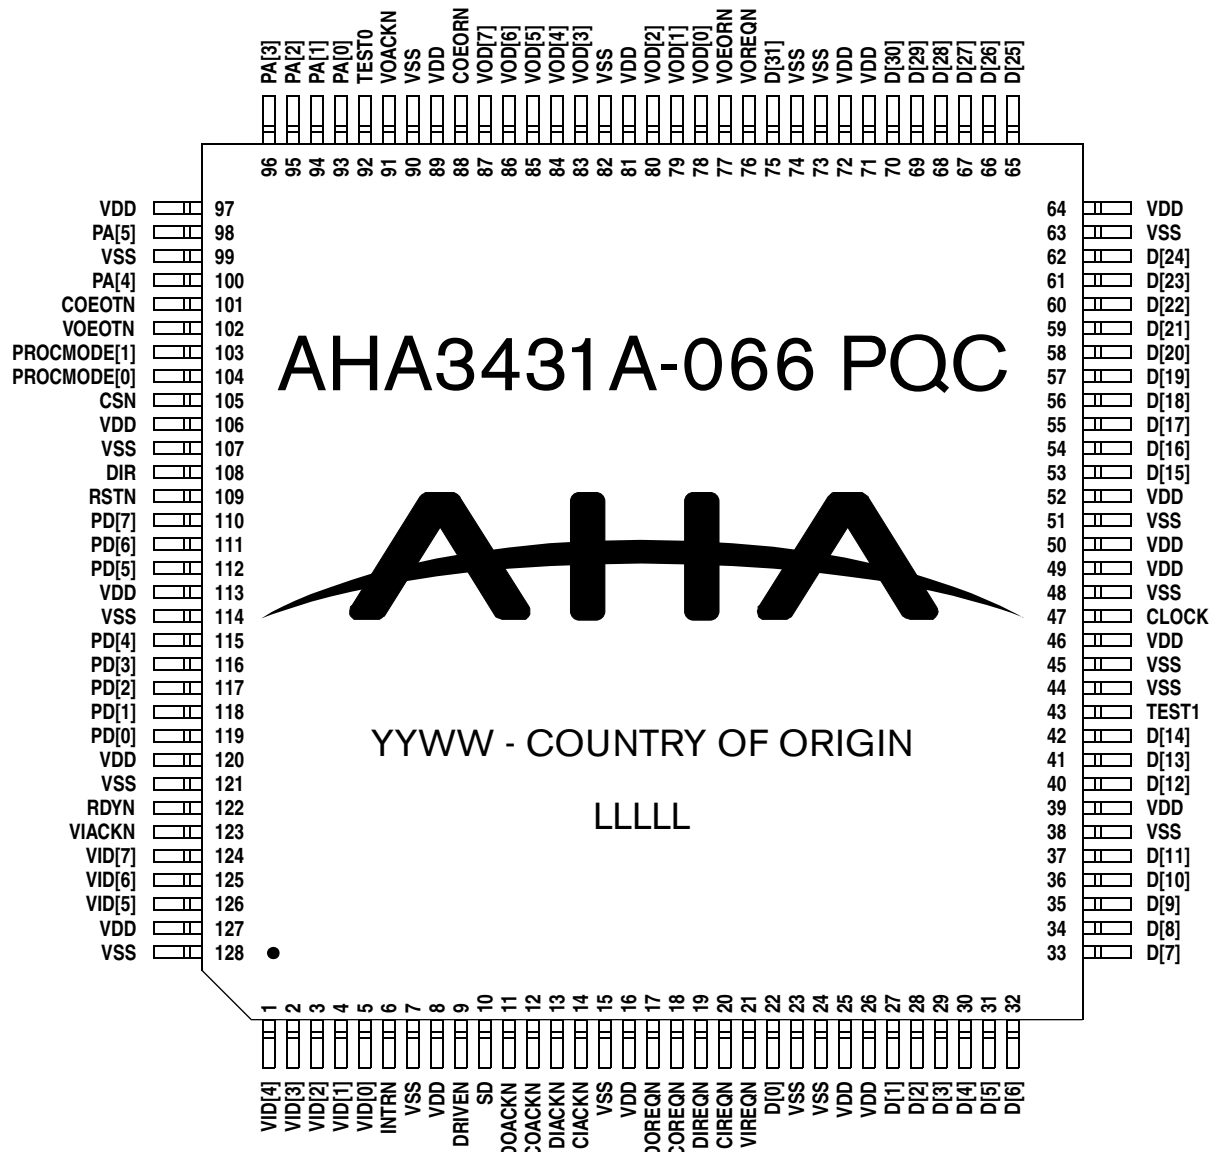 PA[3] PA[2] PA[1] PA[0] TEST0 VOACKN VSS VDD COEORN VOD[7] VOD[6] VOD[5] VOD[4] VOD[3] VSS VDD VOD[2] VOD[1] VOD[0] VOEORN VOREQN D[31] VSS VSS VDD VDD D[30] D[29] D[28] D[27] D[26] D[25]
96 95 94 93 92 91 90 89 88 87 86 85 84 83 82 81 80 79 78 77 76 75 74 73 72 71 70 69 68 67 66 65
VDD 97 64 VDD
PA[5] 98 63 VSS
VSS 99 62 D[24]
PA[4] 100 61 D[23]
COEOTN 101 60 D[22]
VOEOTN 102 59 D[21]
PROCMODE[1] 103 58 D[20]
PROCMODE[0] 104 57 D[19]
CSN 105 56 D[18]
VDD 106 55 D[17]
VSS 107 54 D[16]
DIR 108 53 D[15]
RSTN 109 52 VDD
PD[7] 110 51 VSS
PD[6] 111 50 VDD
PD[5] 112 49 VDD
VDD 113 48 VSS
VSS 114 47 CLOCK
PD[4] 115 46 VDD
PD[3] 116 45 VSS
PD[2] 117 44 VSS
PD[1] 118 43 TEST1
PD[0] 119 42 D[14]
VDD 120 41 D[13]
VSS 121 40 D[12]
RDYN 122 39 VDD
VIACKN 123 38 VSS
VID[7] 124 37 D[11]
VID[6] 125 36 D[10]
VID[5] 126 35 D[9]
VDD 127 34 D[8]
VSS 128 33 D[7]
AHA3431A-066 PQC
AHA
YYWW - COUNTRY OF ORIGIN
LLLLL
1 2 3 4 5 6 7 8 9 10 11 12 13 14 15 16 17 18 19 20 21 22 23 24 25 26 27 28 29 30 31 32
VID[4] VID[3] VID[2] VID[1] VID[0] INTRN VSS VDD DRIVEN SD DOACKN COACKN DIACKN CIACKN VSS VDD DOREQN COREQN DIREQN CIREQN VIREQN D[0] VSS VSS VDD VDD D[1] D[2] D[3] D[4] D[5] D[6]